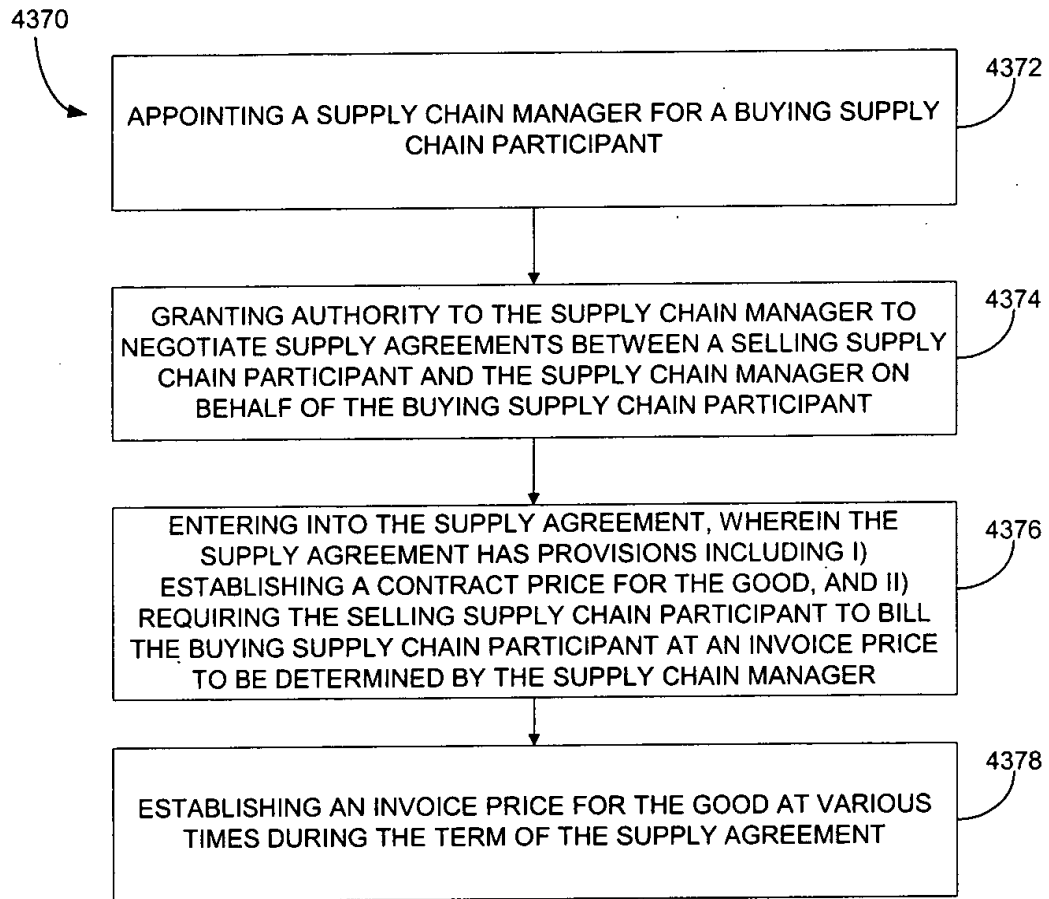 4370
4372
APPOINTING A SUPPLY CHAIN MANAGER FOR A BUYING SUPPLY
CHAIN PARTICIPANT
4374
GRANTING AUTHORITY TO THE SUPPLY CHAIN MANAGER TO
NEGOTIATE SUPPLY AGREEMENTS BETWEEN A SELLING SUPPLY
CHAIN PARTICIPANT AND THE SUPPLY CHAIN MANAGER ON
BEHALF OF THE BUYING SUPPLY CHAIN PARTICIPANT
4376
ENTERING INTO THE SUPPLY AGREEMENT, WHEREIN THE
SUPPLY AGREEMENT HAS PROVISIONS INCLUDING I)
ESTABLISHING A CONTRACT PRICE FOR THE GOOD, AND II)
REQUIRING THE SELLING SUPPLY CHAIN PARTICIPANT TO BILL
THE BUYING SUPPLY CHAIN PARTICIPANT AT AN INVOICE PRICE
TO BE DETERMINED BY THE SUPPLY CHAIN MANAGER
4378
ESTABLISHING AN INVOICE PRICE FOR THE GOOD AT VARIOUS
TIMES DURING THE TERM OF THE SUPPLY AGREEMENT